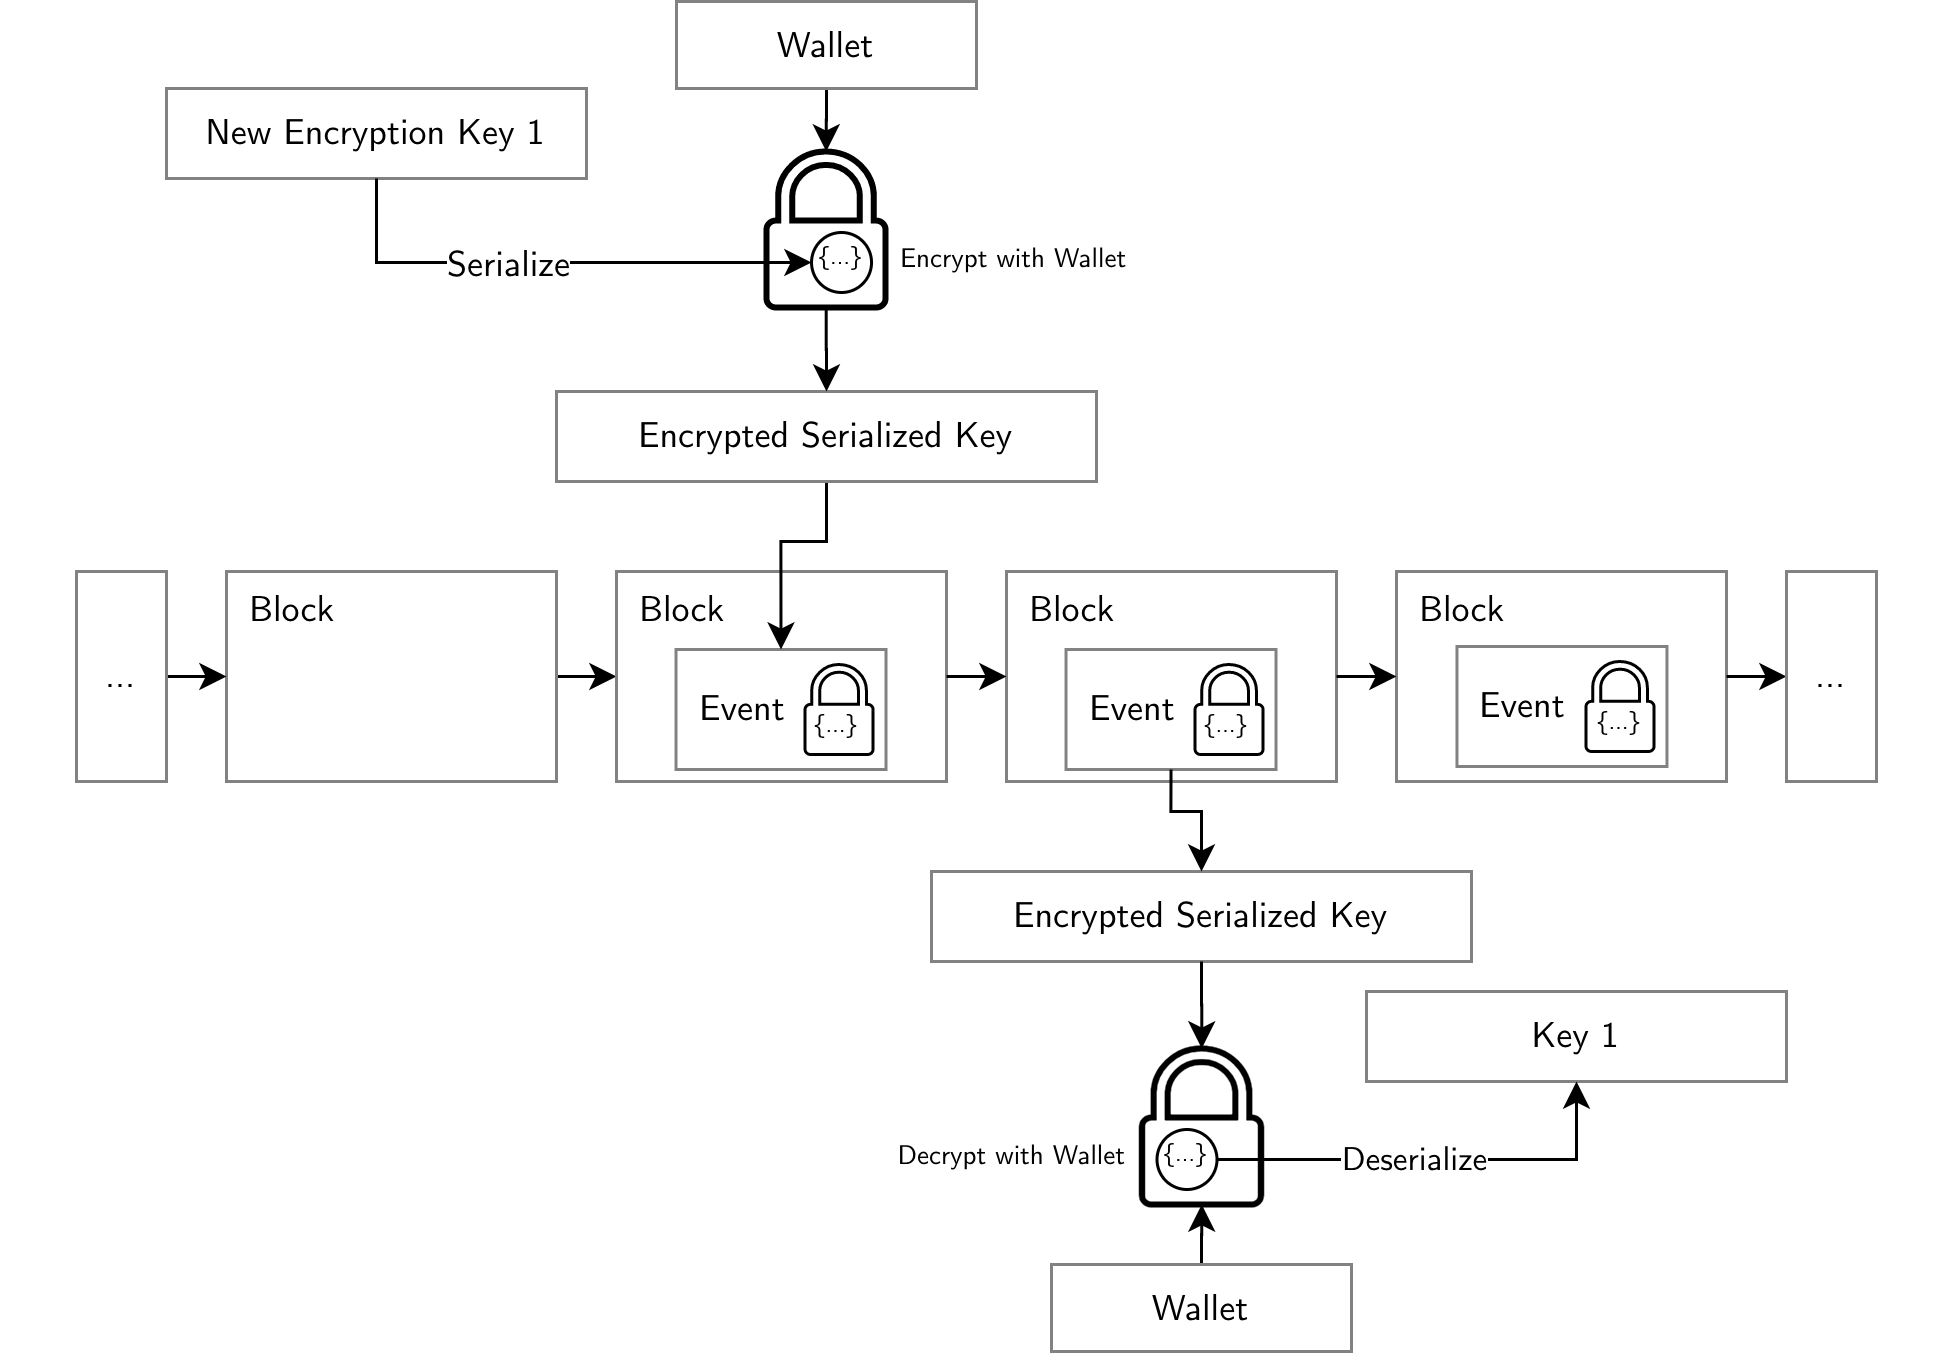 Wallet
New Encryption Key 1
Serialize
{...}
Encrypt with Wallet
Encrypted Serialized Key
...
Block
Block
Event
{...}
Block
Event
{...}
Block
Event
{...}
...
Encrypted Serialized Key
Key 1
Decrypt with Wallet
{...}
Deserialize
Wallet